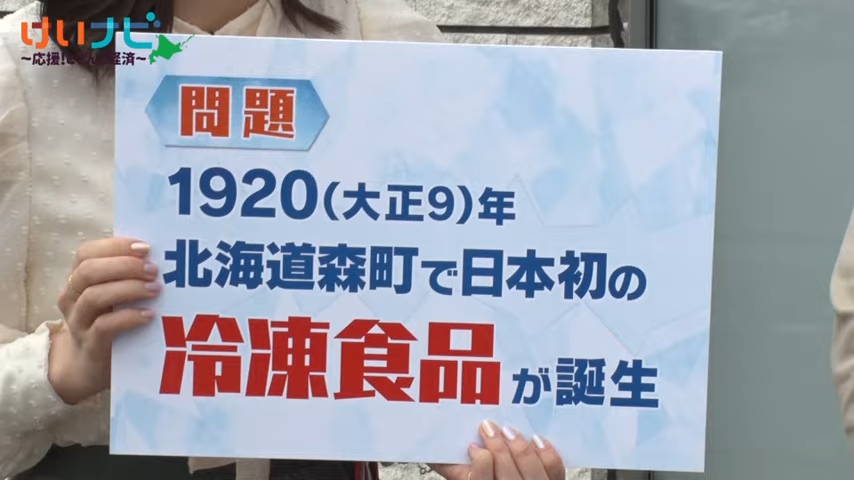 けいナビ
問題
1920(大正9)年
北海道森町で日本初の
冷凍食品が誕生